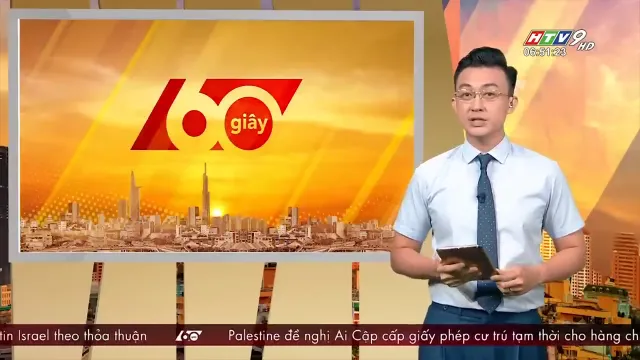 HTV9 HD
06:51:23
60 giây
tin Israel theo thỏa thuận 60 Palestine đề nghị Ai Cập cấp giấy phép cư trú tạm thời cho hàng